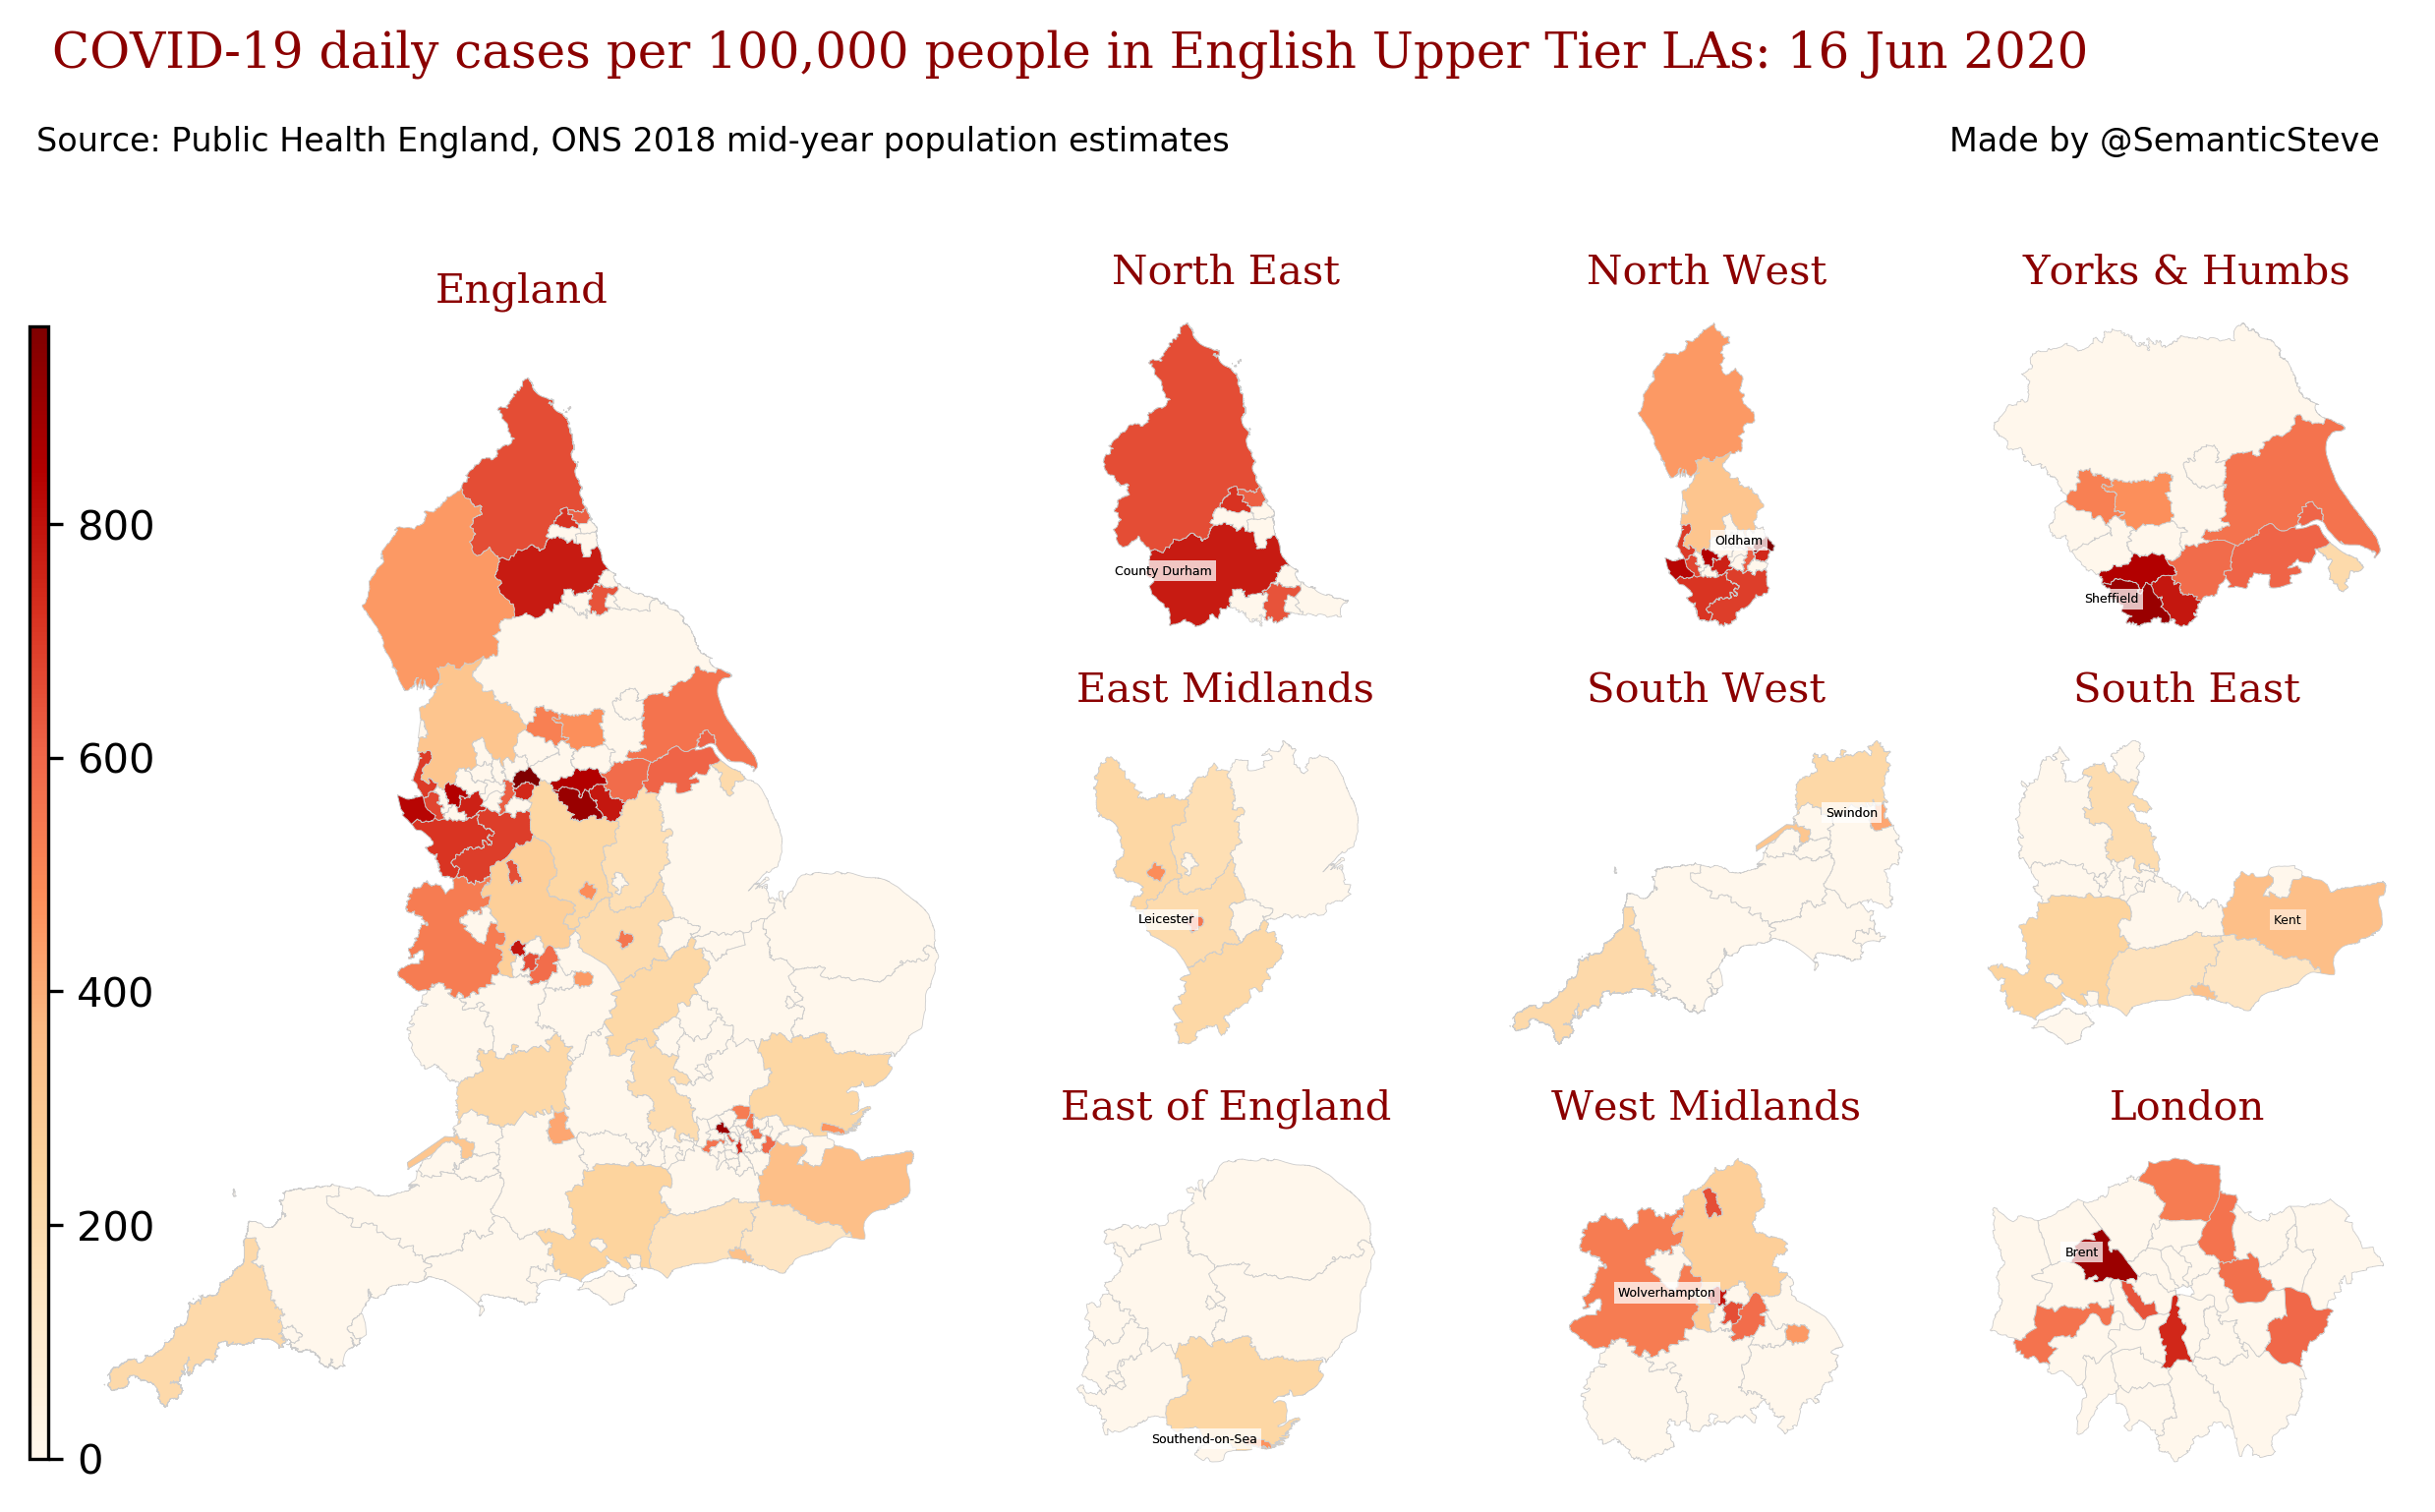 COVID-19 daily cases per 100,000 people in English Upper Tier LAs: 16 Jun 2020
Source: Public Health England, ONS 2018 mid-year population estimates
Made by @SemanticSteve
England
North East
North West
Yorks & Humbs
800
600
400
200
0
County Durham
Oldham
Sheffield
East Midlands
South West
South East
Leicester
Swindon
Kent
East of England
West Midlands
London
Southend-on-Sea
Wolverhampton
Brent